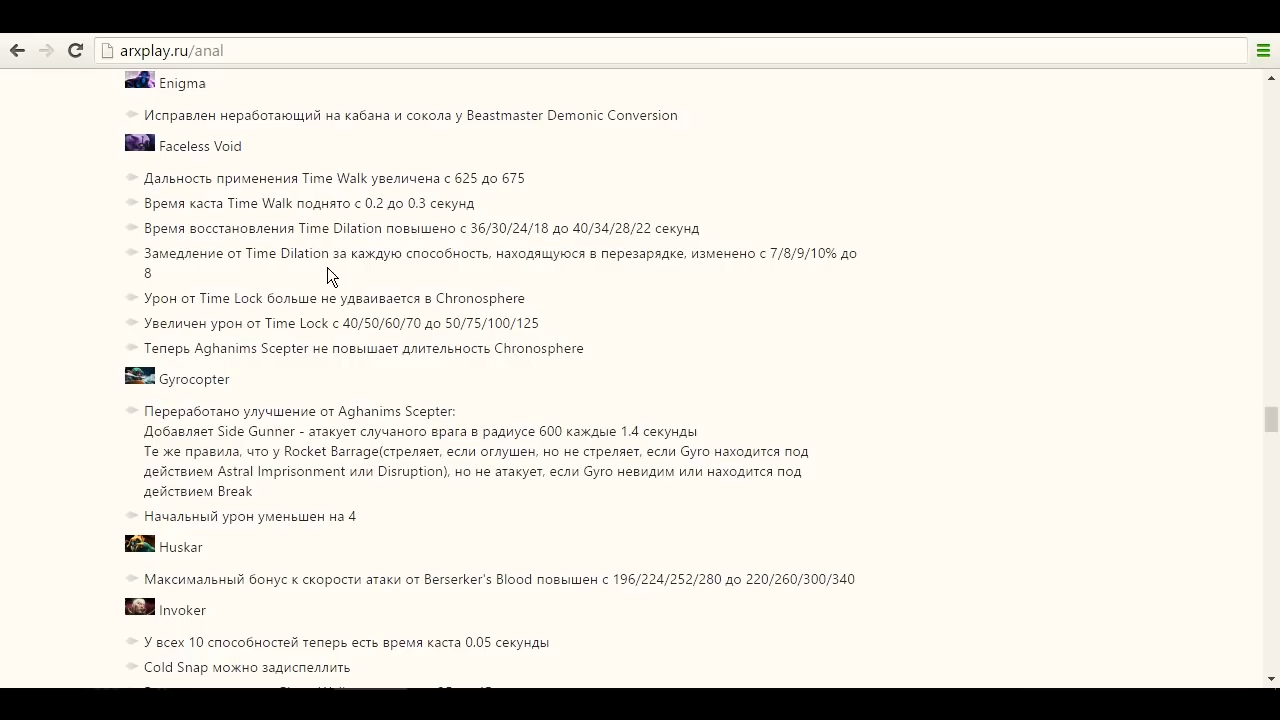 arxplay.ru/anal
Enigma
Исправлен неработающий на кабана и сокола у Beastmaster Demonic Conversion
Faceless Void
Дальность применения Time Walk увеличена с 625 до 675
Время каста Time Walk поднято с 0.2 до 0.3 секунд
Время восстановления Time Dilation повышено с 36/30/24/18 до 40/34/28/22 секунд
Замедление от Time Dilation за каждую способность, находящуюся в перезарядке, изменено с 7/8/9/10% до
8
Урон от Time Lock больше не удваивается в Chronosphere
Увеличен урон от Time Lock с 40/50/60/70 до 50/75/100/125
Теперь Aghanims Scepter не повышает длительность Chronosphere
Gyrocopter
Переработано улучшение от Aghanims Scepter:
Добавляет Side Gunner - атакует случаного врага в радиусе 600 каждые 1.4 секунды
Те же правила, что у Rocket Barrage(стреляет, если оглушен, но не стреляет, если Gyro находится под
действием Astral Imprisonment или Disruption), но не атакует, если Gyro невидим или находится под
действием Break
Начальный урон уменьшен на 4
Huskar
Максимальный бонус к скорости атаки от Berserker's Blood повышен с 196/224/252/280 до 220/260/300/340
Invoker
У всех 10 способностей теперь есть время каста 0.05 секунды
Cold Snap можно задиспеллить